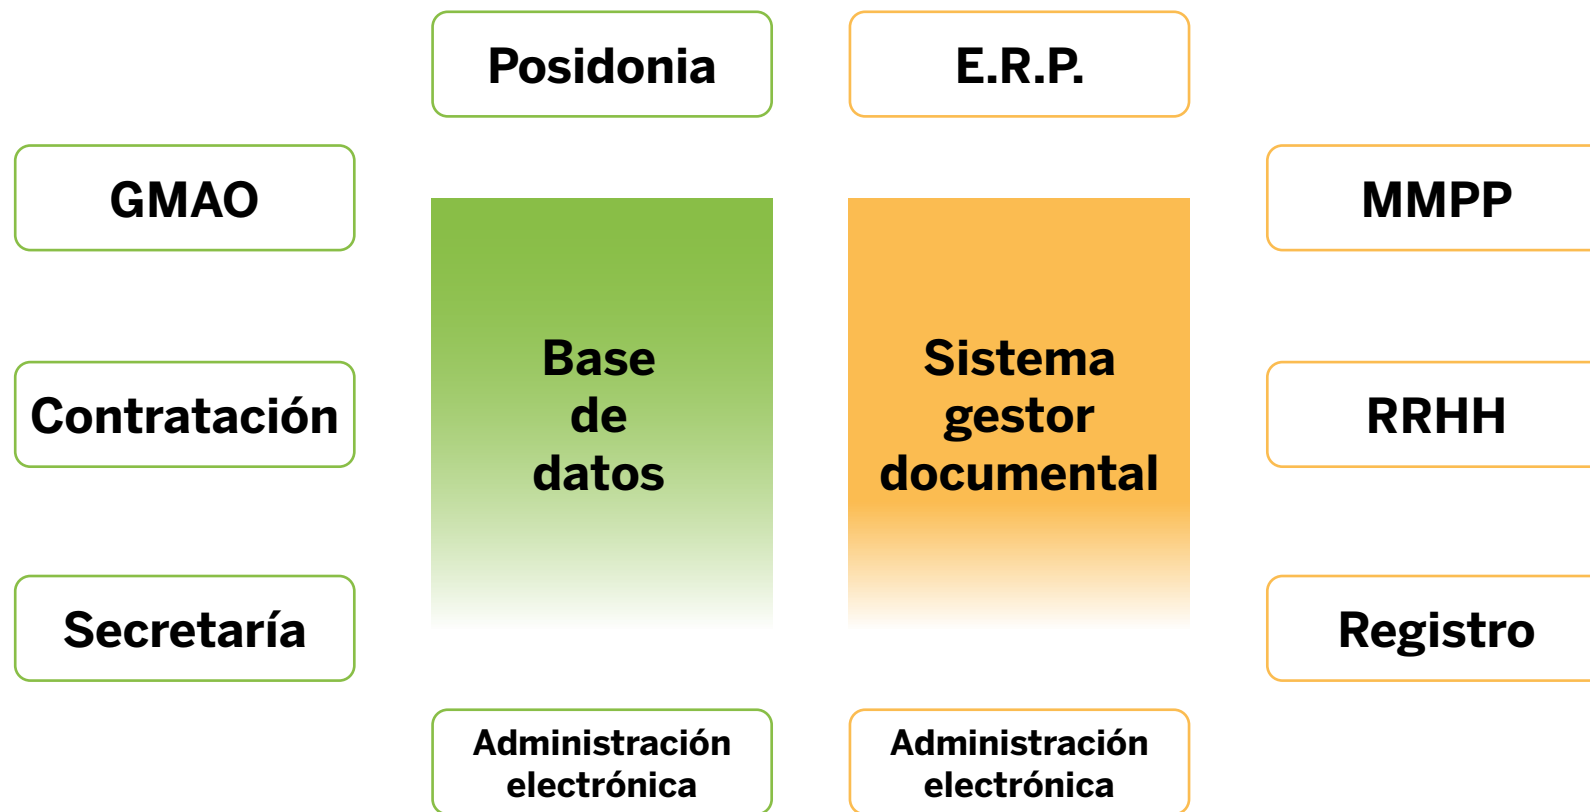 Posidonia
E.R.P.
GMAO
MMPP
Base
de
datos
Sistema
gestor
documental
Contratación
RRHH
Secretaría
Registro
Administración
electrónica
Administración
electrónica